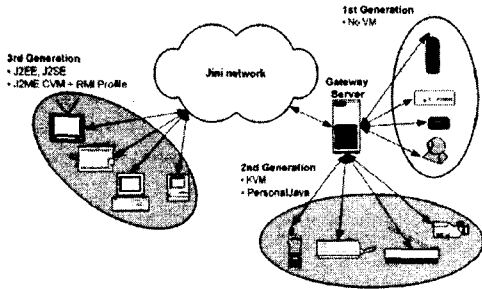 1st Generation
• No VM
3rd Generation
• J2EE, J2SE
• J2ME CVM + RMI Profile
Jini network
Gateway
Server
2nd Generation
• KVM
• PersonalJava